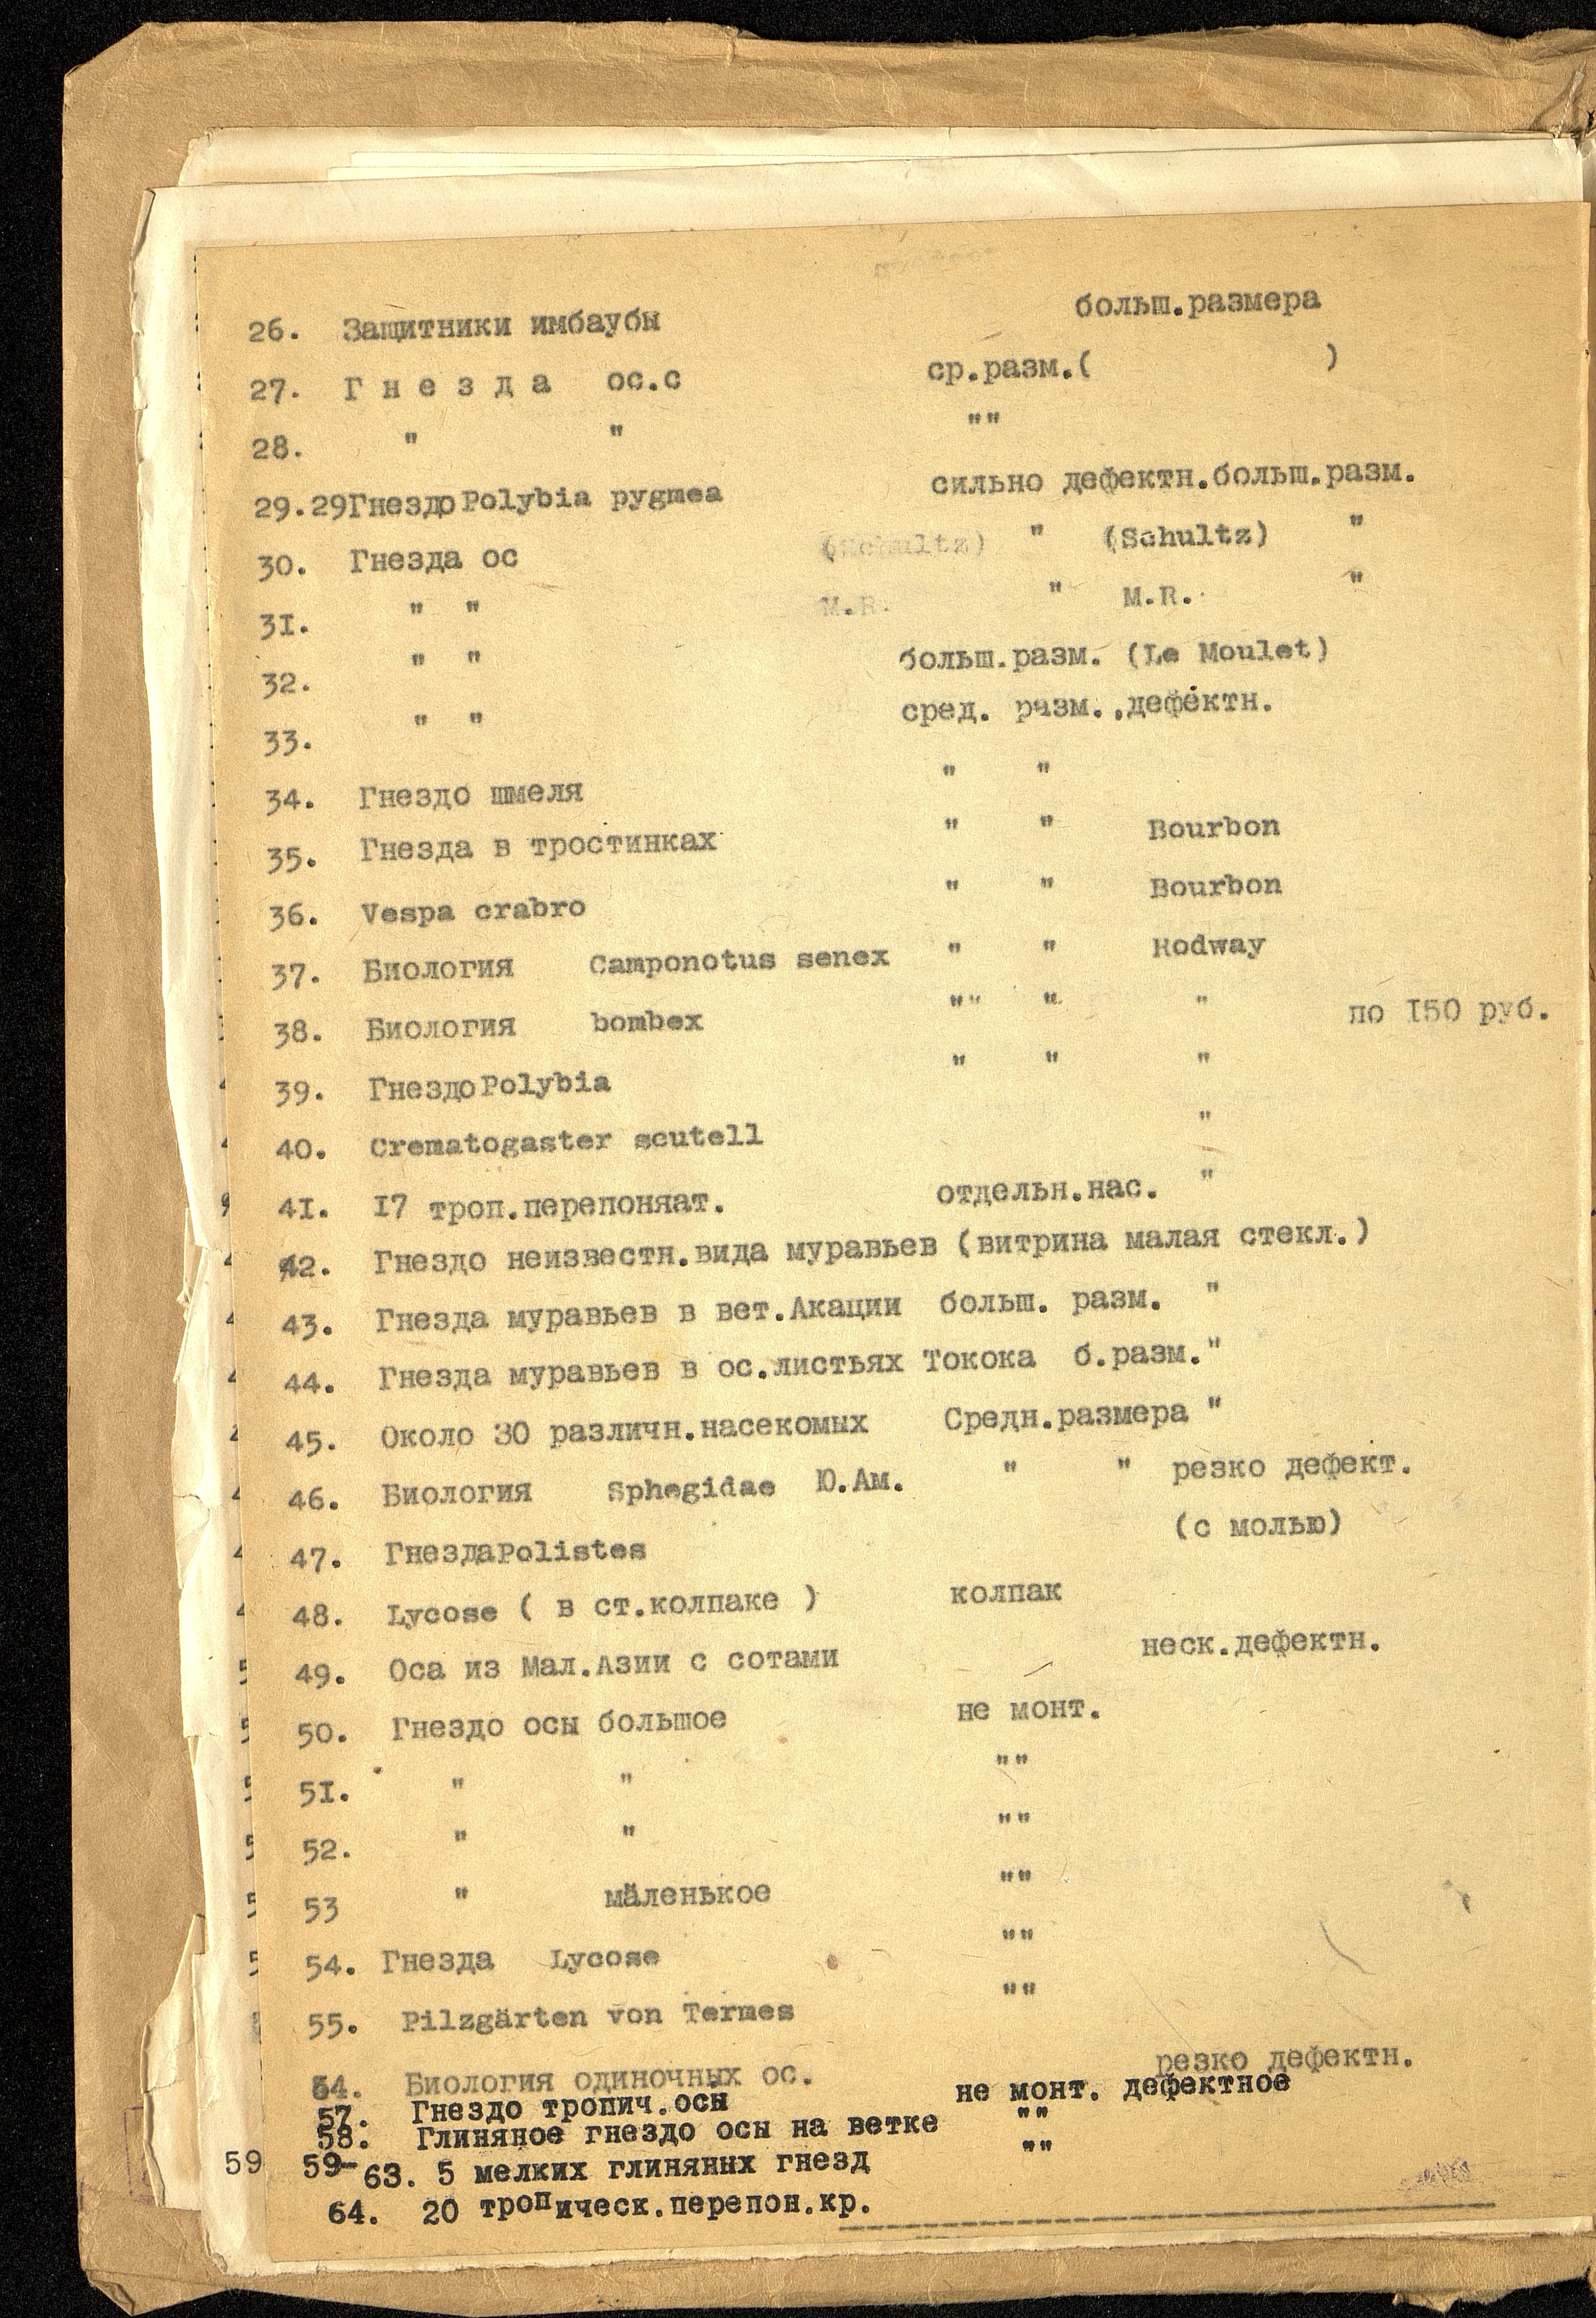 26. Защитники имбаубы больш.размера
27. Г н е з д а ос.с ср.разм.( )
28. " " ""
29.29Гнездо Polybia pygmea сильно дефектн.больш.разм.
30. Гнезда ос (Schultz) " (Schultz) "
31. " " M.R. " M.R. "
32. " " больш.разм. (Le Moulet)
33. " " сред. разм.,дефектн.
34. Гнездо шмеля " "
35. Гнезда в тростинках " " Bourbon
36. Vespa crabro " " Bourbon
37. Биология Camponotus senex " " Rodway
38. Биология bombex "" " " по 150 руб.
39. Гнездо Polybia " " "
40. Crematogaster scutell "
41. 17 троп.перепоняат. отдельн.нас. "
42. Гнездо неизвестн.вида муравьев (витрина малая стекл.)
43. Гнезда муравьев в вет.Акации больш. разм. "
44. Гнезда муравьев в ос.листьях Токока б.разм."
45. Около 30 различн.насекомых Средн.размера "
46. Биология Sphegidae Ю.Ам. " " резко дефект.
47. Гнезда Polistes (с молью)
48. Lycose ( в ст.колпаке ) колпак
49. Оса из Мал.Азии с сотами неск.дефектн.
50. Гнездо осы большое не монт.
51. " " ""
52. " " ""
53 " маленькое ""
54. Гнезда Lycose ""
55. Pilzgärten von Termes ""
54. Биология одиночных ос. резко дефектн.
57. Гнездо тропич.осы не монт. дефектное
58. Глиняное гнездо осы на ветке ""
59 59-63. 5 мелких глиняных гнезд ""
64. 20 тропическ.перепон.кр.